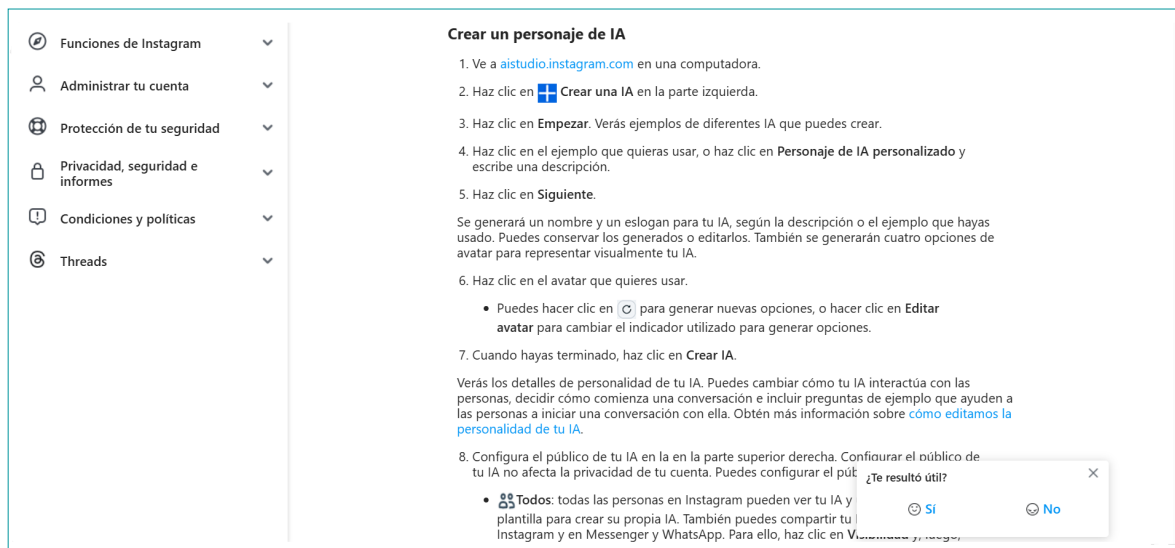 Funciones de Instagram
Administrar tu cuenta
Protección de tu seguridad
Privacidad, seguridad e
informes
Condiciones y políticas
Threads
Crear un personaje de IA
1. Ve a aistudio.instagram.com en una computadora.
2. Haz clic en Crear una IA en la parte izquierda.
3. Haz clic en Empezar. Verás ejemplos de diferentes IA que puedes crear.
4. Haz clic en el ejemplo que quieras usar, o haz clic en Personaje de IA personalizado y
escribe una descripción.
5. Haz clic en Siguiente.
Se generará un nombre y un eslogan para tu IA, según la descripción o el ejemplo que hayas
usado. Puedes conservar los generados o editarlos. También se generarán cuatro opciones de
avatar para representar visualmente tu IA.
6. Haz clic en el avatar que quieres usar.
• Puedes hacer clic en para generar nuevas opciones, o hacer clic en Editar
avatar para cambiar el indicador utilizado para generar opciones.
7. Cuando hayas terminado, haz clic en Crear IA.
Verás los detalles de personalidad de tu IA. Puedes cambiar cómo tu IA interactúa con las
personas, decidir cómo comienza una conversación e incluir preguntas de ejemplo que ayuden a
las personas a iniciar una conversación con ella. Obtén más información sobre cómo editamos la
personalidad de tu IA.
8. Configura el público de tu IA en la en la parte superior derecha. Configurar el público de
tu IA no afecta la privacidad de tu cuenta. Puedes configurar el
• Todos: todas las personas en Instagram pueden ver tu IA y
plantilla para crear su propia IA. También puedes compartir tu
Instagram y en Messenger y WhatsApp. Para ello, haz clic en Visibilidad y, luego,
¿Te resultó útil?
Sí
No